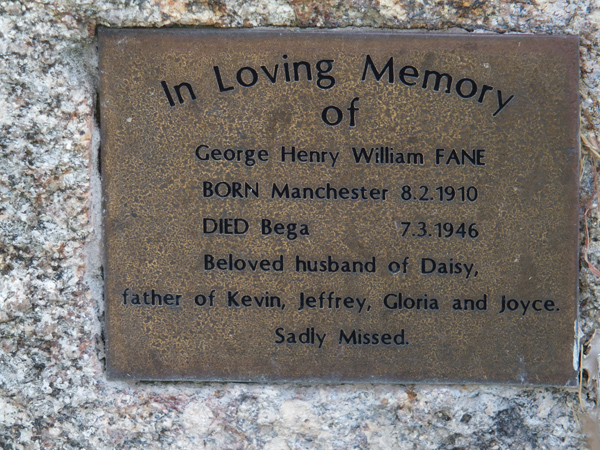 In Loving Memory
of
George Henry William FANE
BORN Manchester 8.2.1910
DIED Bega 7.3.1946
Beloved husband of Daisy,
father of Kevin, Jeffrey, Gloria and Joyce.
Sadly Missed.